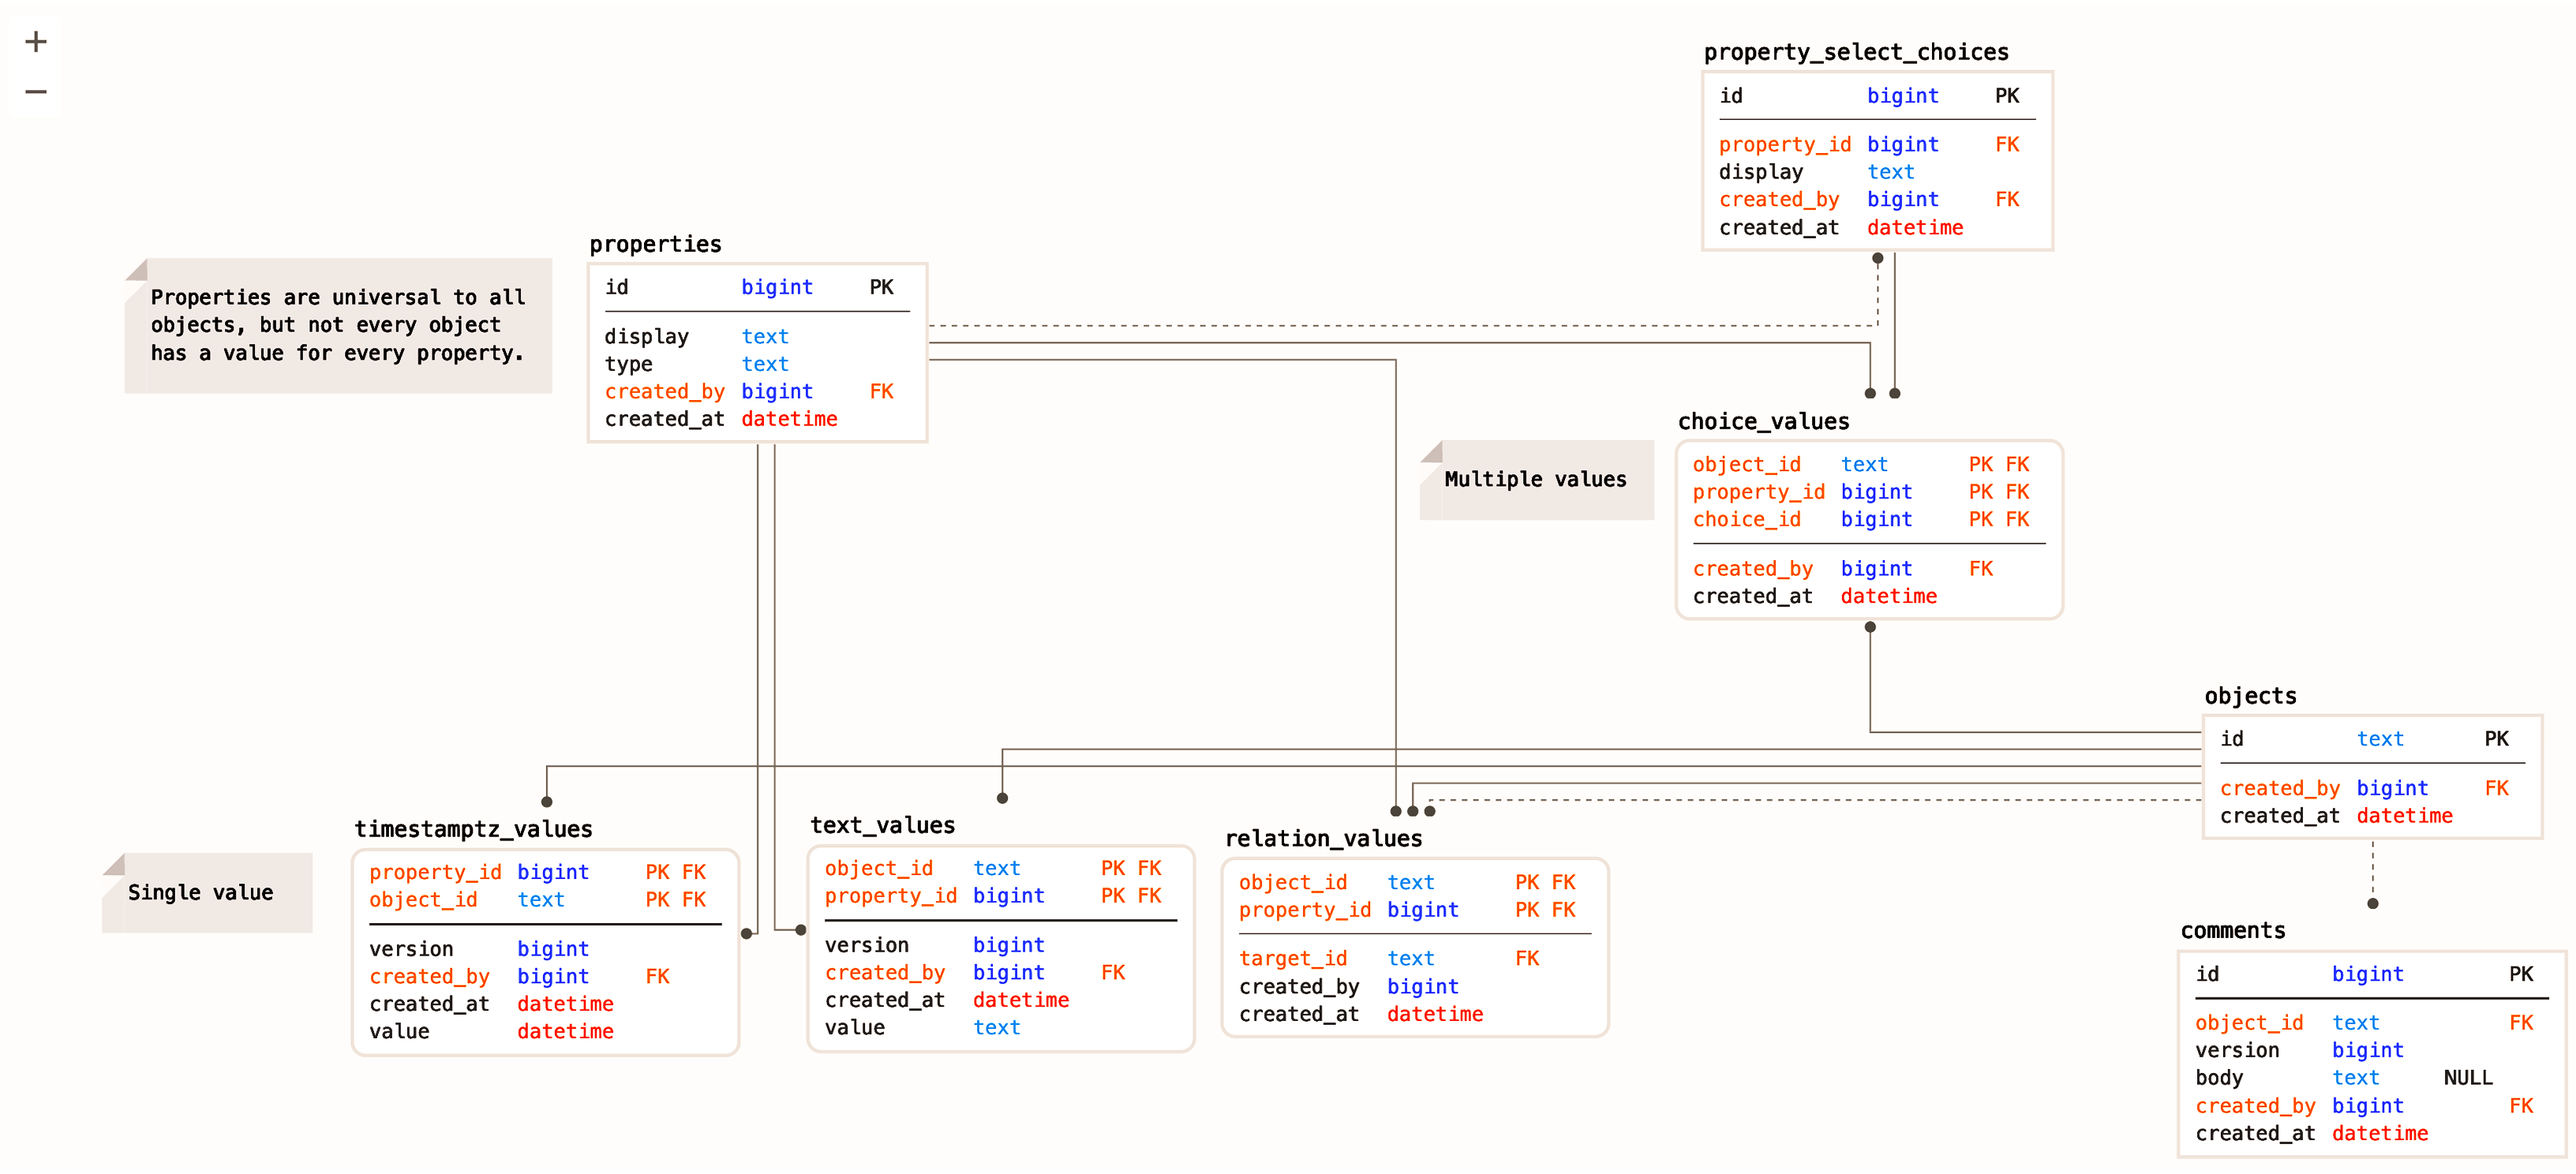 +
−
property_select_choices
id bigint PK
property_id bigint FK
display text
created_by bigint FK
created_at datetime
properties
id bigint PK
display text
type text
created_by bigint FK
created_at datetime
Properties are universal to all
objects, but not every object
has a value for every property.
choice_values
object_id text PK FK
property_id bigint PK FK
choice_id bigint PK FK
created_by bigint FK
created_at datetime
Multiple values
objects
id text PK
created_by bigint FK
created_at datetime
timestamptz_values
property_id bigint PK FK
object_id text PK FK
version bigint
created_by bigint FK
created_at datetime
value datetime
Single value
text_values
object_id text PK FK
property_id bigint PK FK
version bigint
created_by bigint FK
created_at datetime
value text
relation_values
object_id text PK FK
property_id bigint PK FK
target_id text FK
created_by bigint
created_at datetime
comments
id bigint PK
object_id text FK
version bigint
body text NULL
created_by bigint FK
created_at datetime